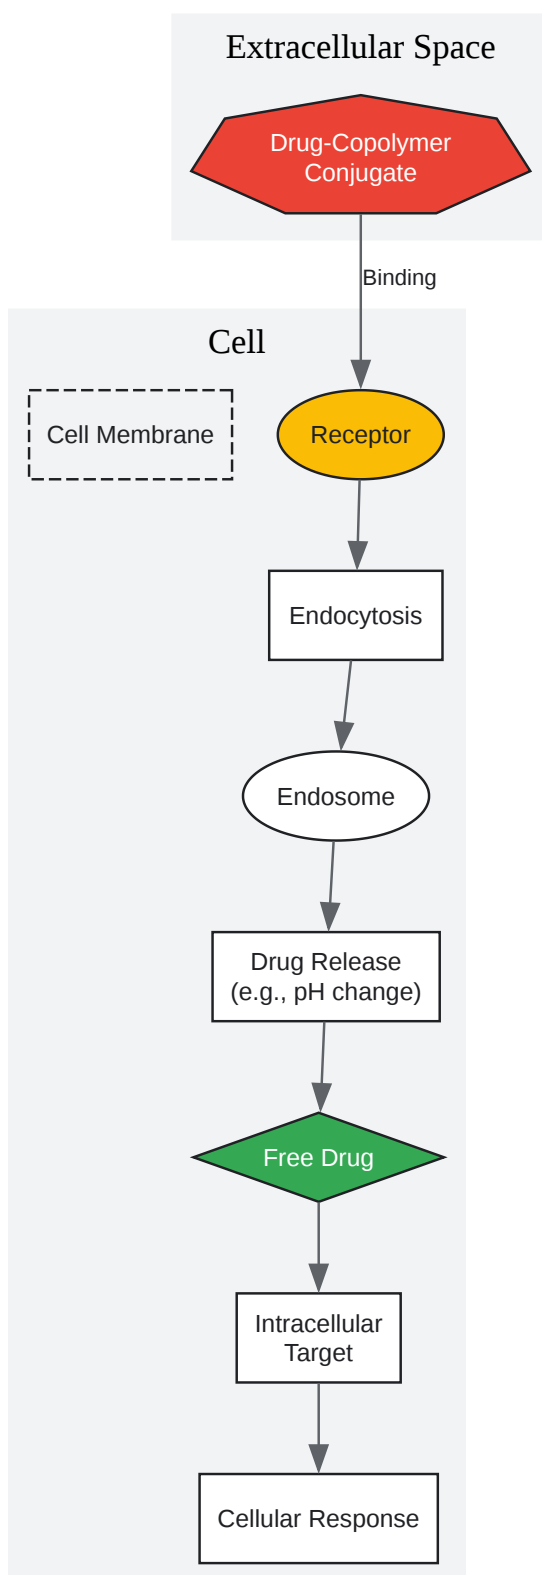 Extracellular Space
Drug-Copolymer
Conjugate
Binding
Cell
Cell Membrane
Receptor
Endocytosis
Endosome
Drug Release
(e.g., pH change)
Free Drug
Intracellular
Target
Cellular Response